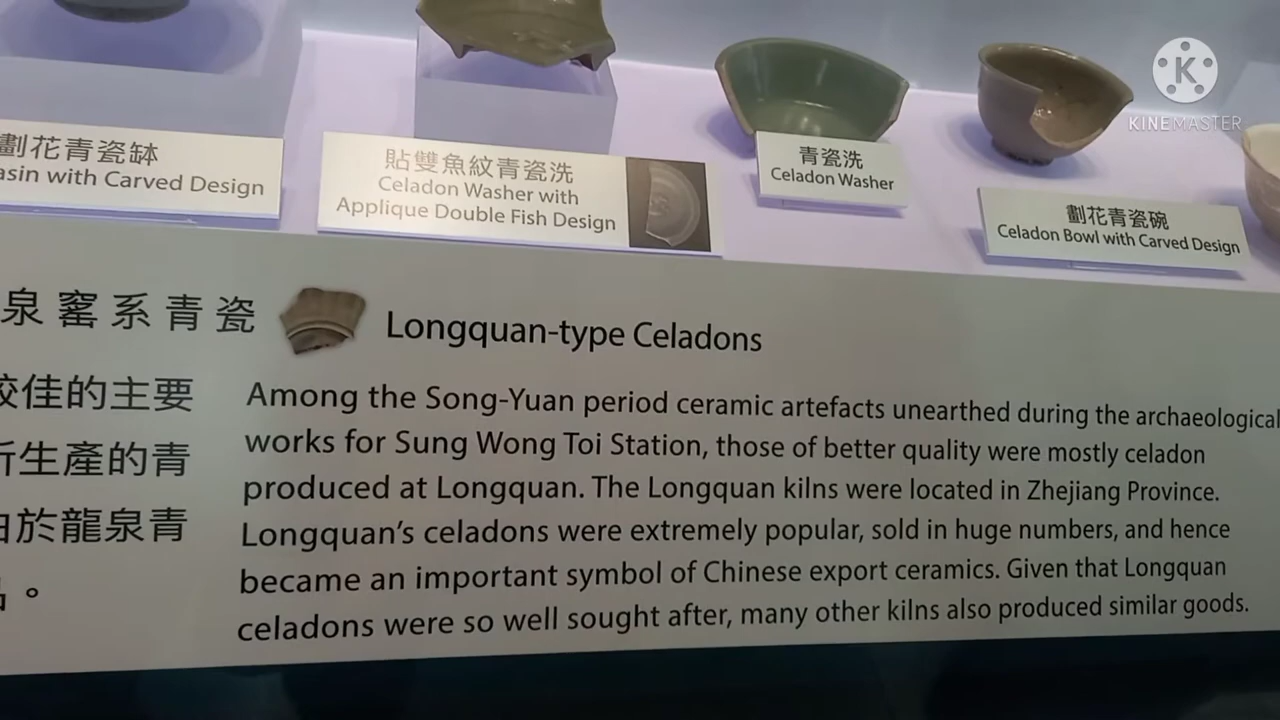 劃花青瓷缽
with Carved Design
貼雙魚紋青瓷洗
Celadon Washer with
Applique Double Fish Design
青瓷洗
Celadon Washer
劃花青瓷碗
Celadon Bowl with Carved Design
K
KINEMASTER
泉窰系青瓷
Longquan-type Celadons
佳的主要
生產的青
於龍泉青
。
Among the Song-Yuan period ceramic artefacts unearthed during the archaeological
works for Sung Wong Toi Station, those of better quality were mostly celadon
produced at Longquan. The Longquan kilns were located in Zhejiang Province.
Longquan's celadons were extremely popular, sold in huge numbers, and hence
became an important symbol of Chinese export ceramics. Given that Longquan
celadons were so well sought after, many other kilns also produced similar goods.